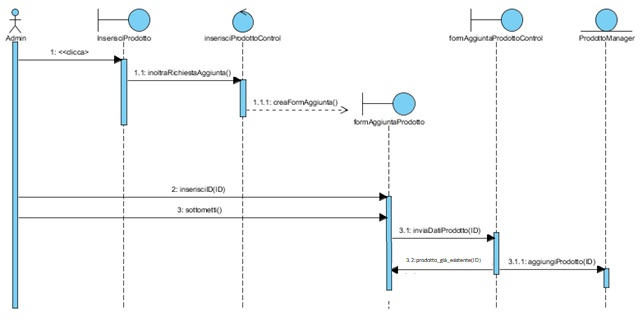 Admin
InserisciProdotto
inserisciProdottoControl
formAggiuntaProdottoControl
ProdottoManager
1: <<clicca>>
1.1: inoltraRichiestaAggiunta()
1.1.1: creaFormAggiunta()
formAggiuntaProdotto
2: inserisciID(ID)
3: sottometti()
3.1: inviaDatiProdotto(ID)
3.2:prodotto_già_esistente(ID)
3.1.1: aggiungiProdotto(ID)